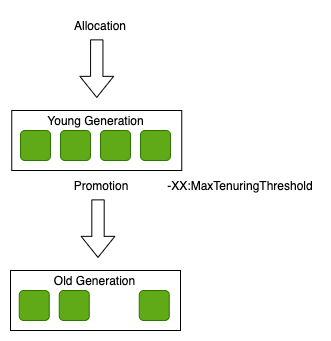 Allocation
Young Generation
Promotion
-XX:MaxTenuringThreshold
Old Generation